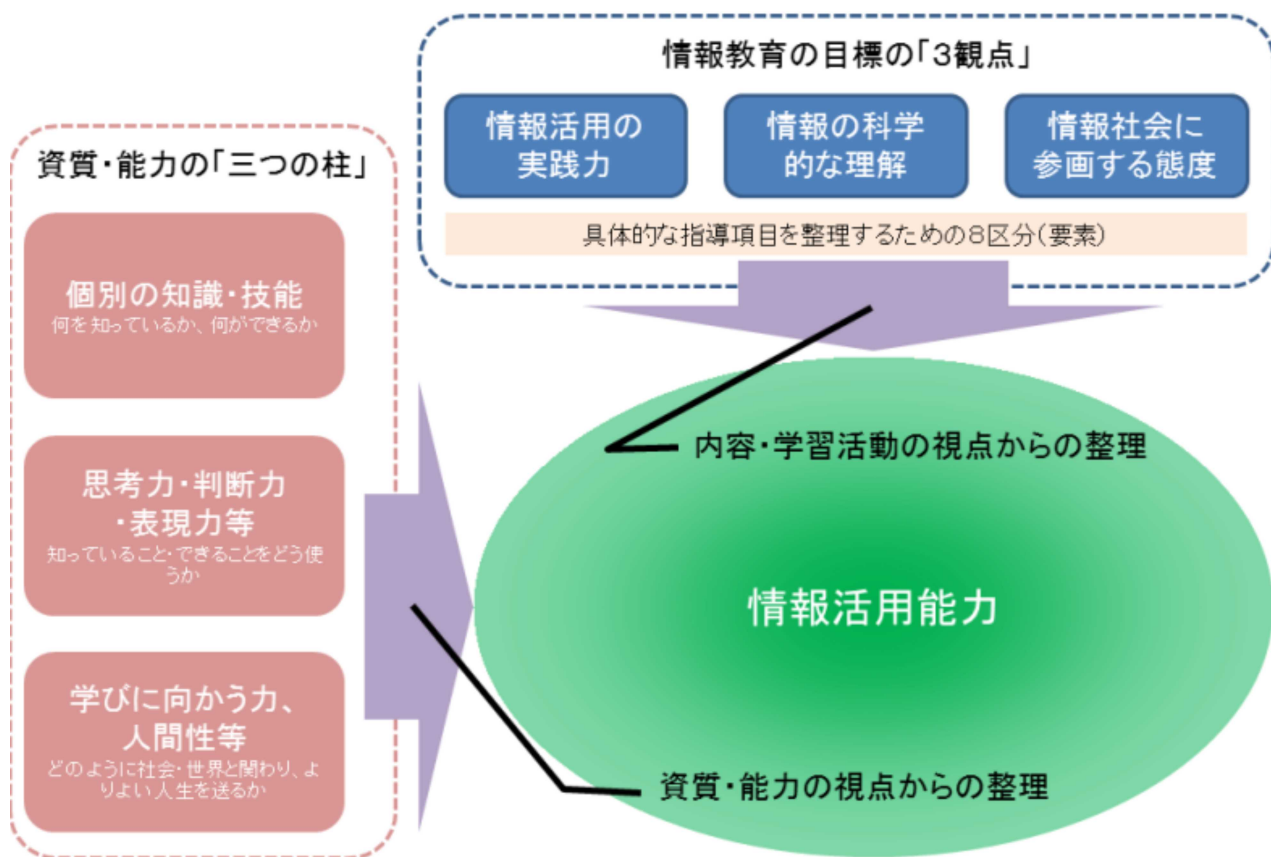 情報教育の目標の「3観点」
情報活用の
実践力
情報の科学
的な理解
情報社会に
参画する態度
具体的な指導項目を整理するための8区分(要素)
資質・能力の「三つの柱」
個別の知識・技能
何を知っているか、何ができるか
思考力・判断力
・表現力等
知っていること・できることをどう使
うか
学びに向かう力、
人間性等
どのように社会・世界と関わり、よ
りよい人生を送るか
内容・学習活動の視点からの整理
情報活用能力
資質・能力の視点からの整理